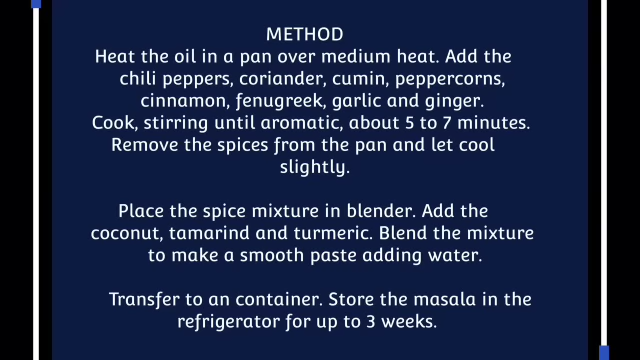 METHOD
Heat the oil in a pan over medium heat. Add the
chili peppers, coriander, cumin, peppercorns,
cinnamon, fenugreek, garlic and ginger.
Cook, stirring until aromatic, about 5 to 7 minutes.
Remove the spices from the pan and let cool
slightly.
Place the spice mixture in blender. Add the
coconut, tamarind and turmeric. Blend the mixture
to make a smooth paste adding water.
Transfer to an container. Store the masala in the
refrigerator for up to 3 weeks.